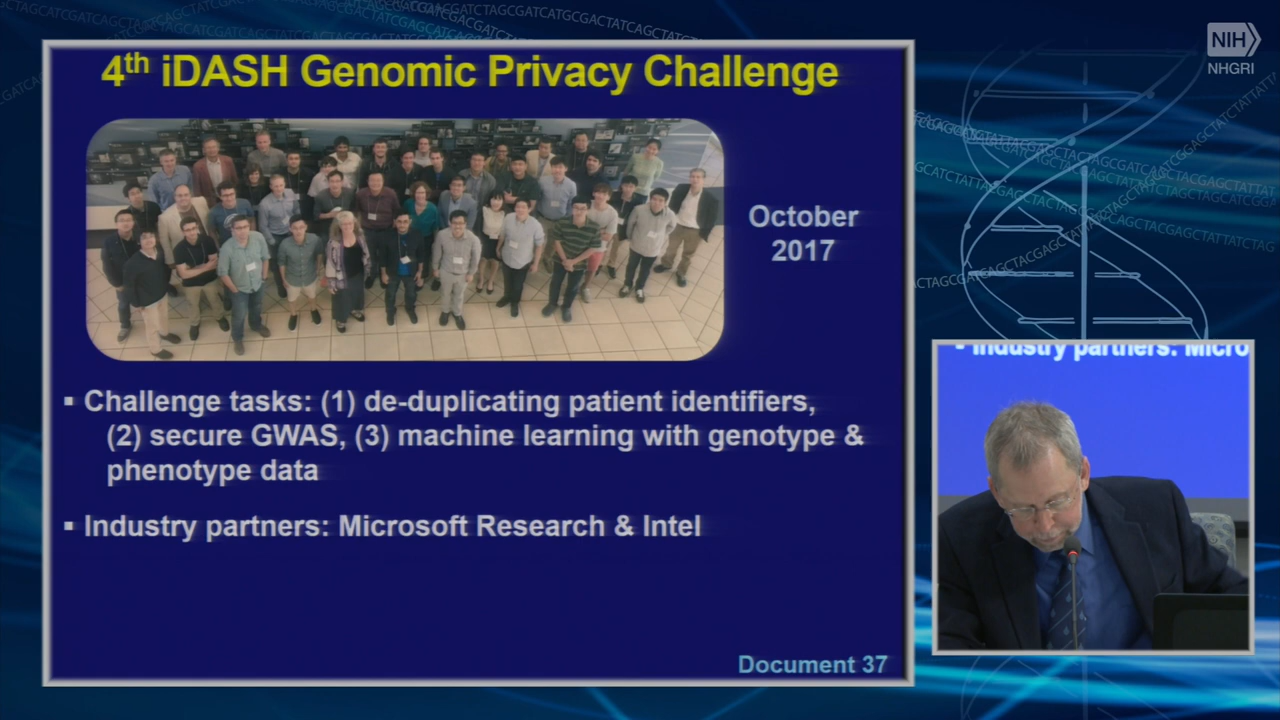 NIH
NHGRI
4th iDASH Genomic Privacy Challenge
October
2017
▪ Challenge tasks: (1) de-duplicating patient identifiers,
(2) secure GWAS, (3) machine learning with genotype &
phenotype data
▪ Industry partners: Microsoft Research & Intel
Document 37
- Industry partners: Micro